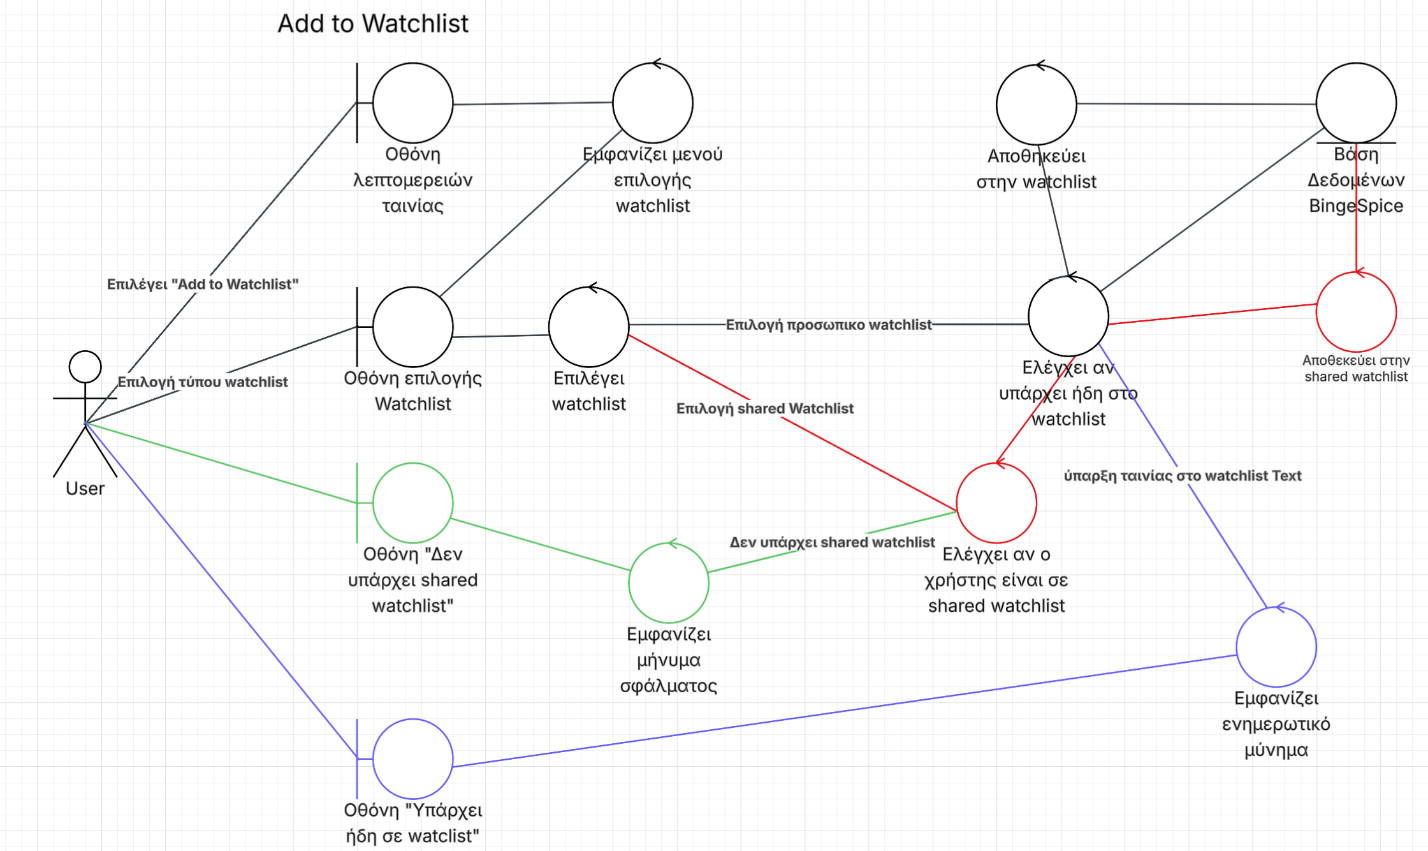 Add to Watchlist
Οθόνη
λεπτομερειών
ταινίας
Εμφανίζει μενού
επιλογής
watchlist
Αποθηκεύει
στην watchlist
Βάση
Δεδομένων
BingeSpice
Επιλέγει "Add to Watchlist"
Επιλογή τύπου watchlist
User
Οθόνη επιλογής
Watchlist
Επιλέγει
watchlist
Επιλογή προσωπικο watchlist
Επιλογή shared Watchlist
Ελέγχει αν
υπάρχει ήδη στο
watchlist
Αποθεκεύει στην
shared watchlist
ύπαρξη ταινίας στο watchlist Text
Οθόνη "Δεν
υπάρχει shared
watchlist"
Δεν υπάρχει shared watchlist
Ελέγχει αν ο
χρήστης είναι σε
shared watchlist
Εμφανίζει
μήνυμα
σφάλματος
Εμφανίζει
ενημερωτικό
μύνημα
Οθόνη "Υπάρχει
ήδη σε watclist"